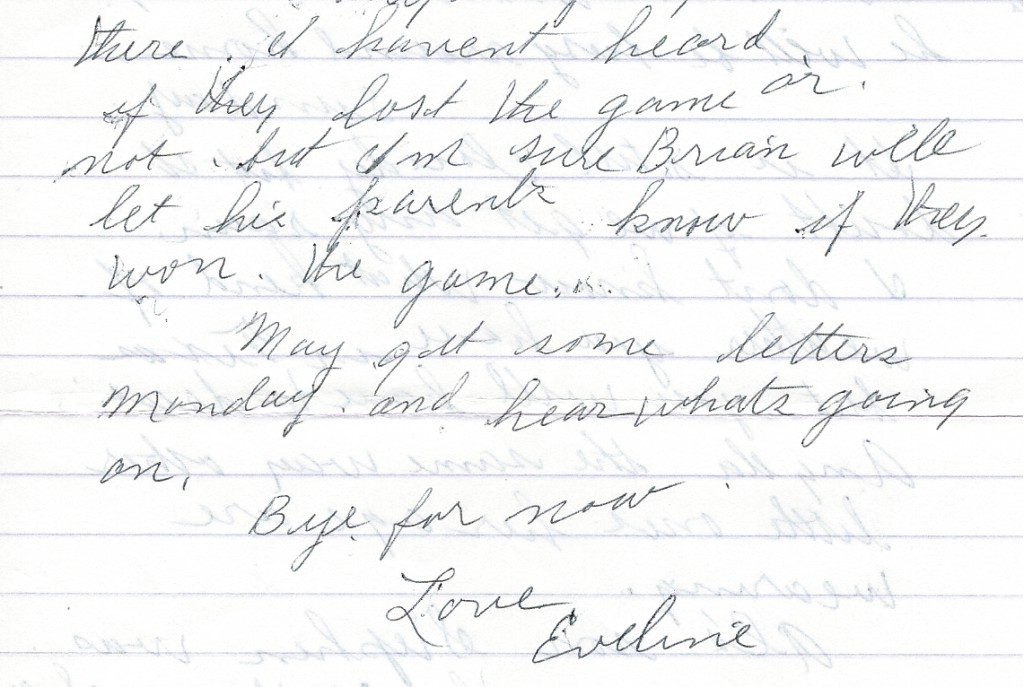 there. I havent heard
if they lost the game or.
not. but I'm sure Brian will
let his parents know if they.
won. the game...
May get some letters
Monday. and hear whats going
on.
Bye for now.
Love,
Eveline